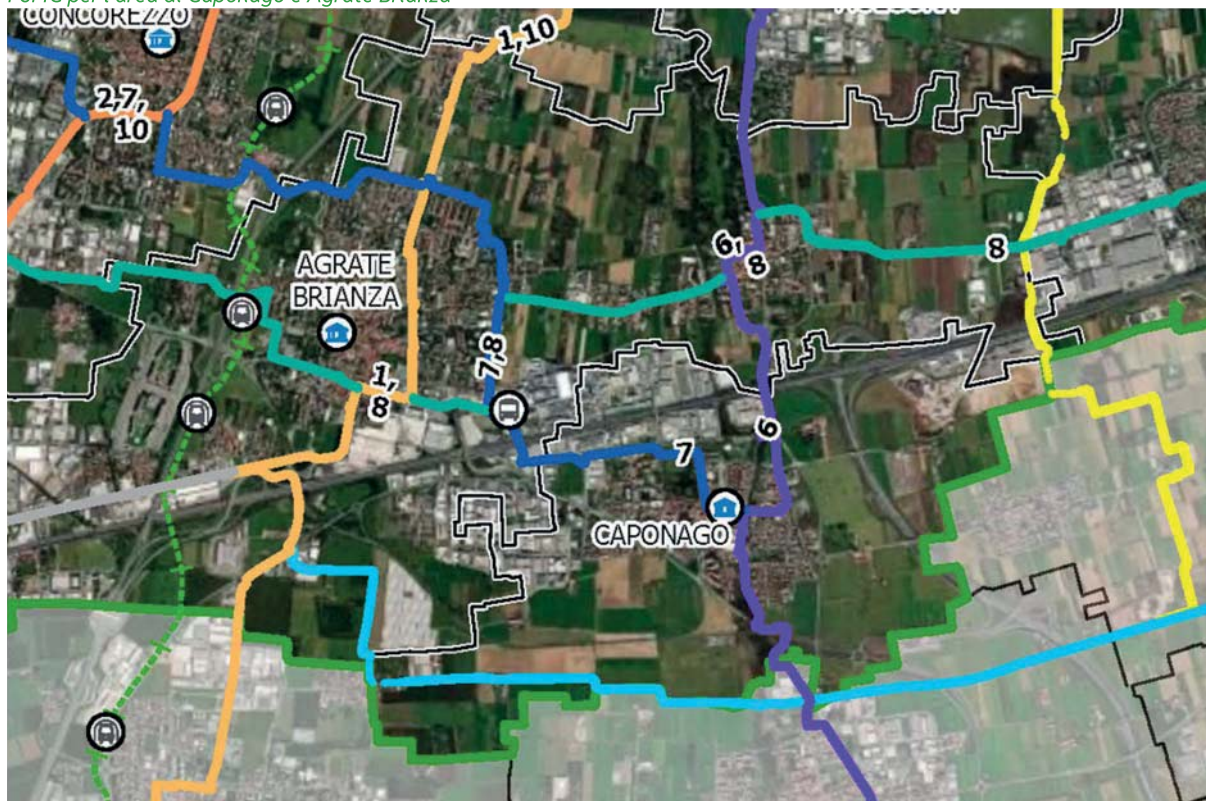 CONCOREZZO
1,10
2,7,
10
AGRATE
BRIANZA
6,
8
8
7,8
1,
8
7
6
CAPONAGO